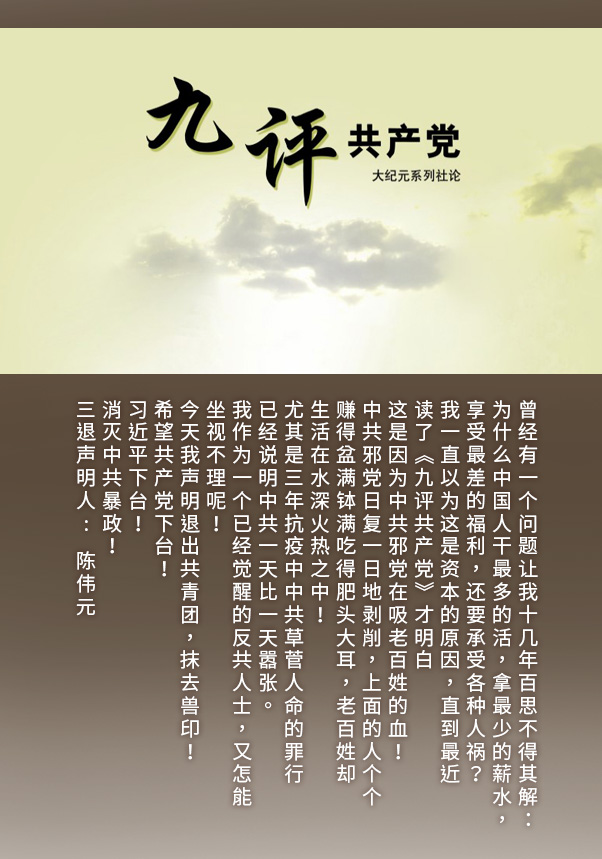 九评
共产党
大纪元系列社论
曾经有一个问题让我十几年百思不得其解：
为什么中国人干最多的活，拿最少的薪水，
享受最差的福利，还要承受各种人祸？
我一直以为这是资本的原因，直到最近
读了《九评共产党》才明白
这是因为中共邪党在吸老百姓的血！
中共邪党日复一日地剥削，上面的人个个
赚得盆满钵满吃得肥头大耳，老百姓却
生活在水深火热之中！
尤其是三年抗疫中中共草菅人命的罪行
已经说明中共一天比一天嚣张。
我作为一个已经觉醒的反共人士，又怎能
坐视不理呢！
今天我声明退出共青团，抹去兽印！
希望共产党下台！
习近平下台！
消灭中共暴政！
三退声明人： 陈伟元